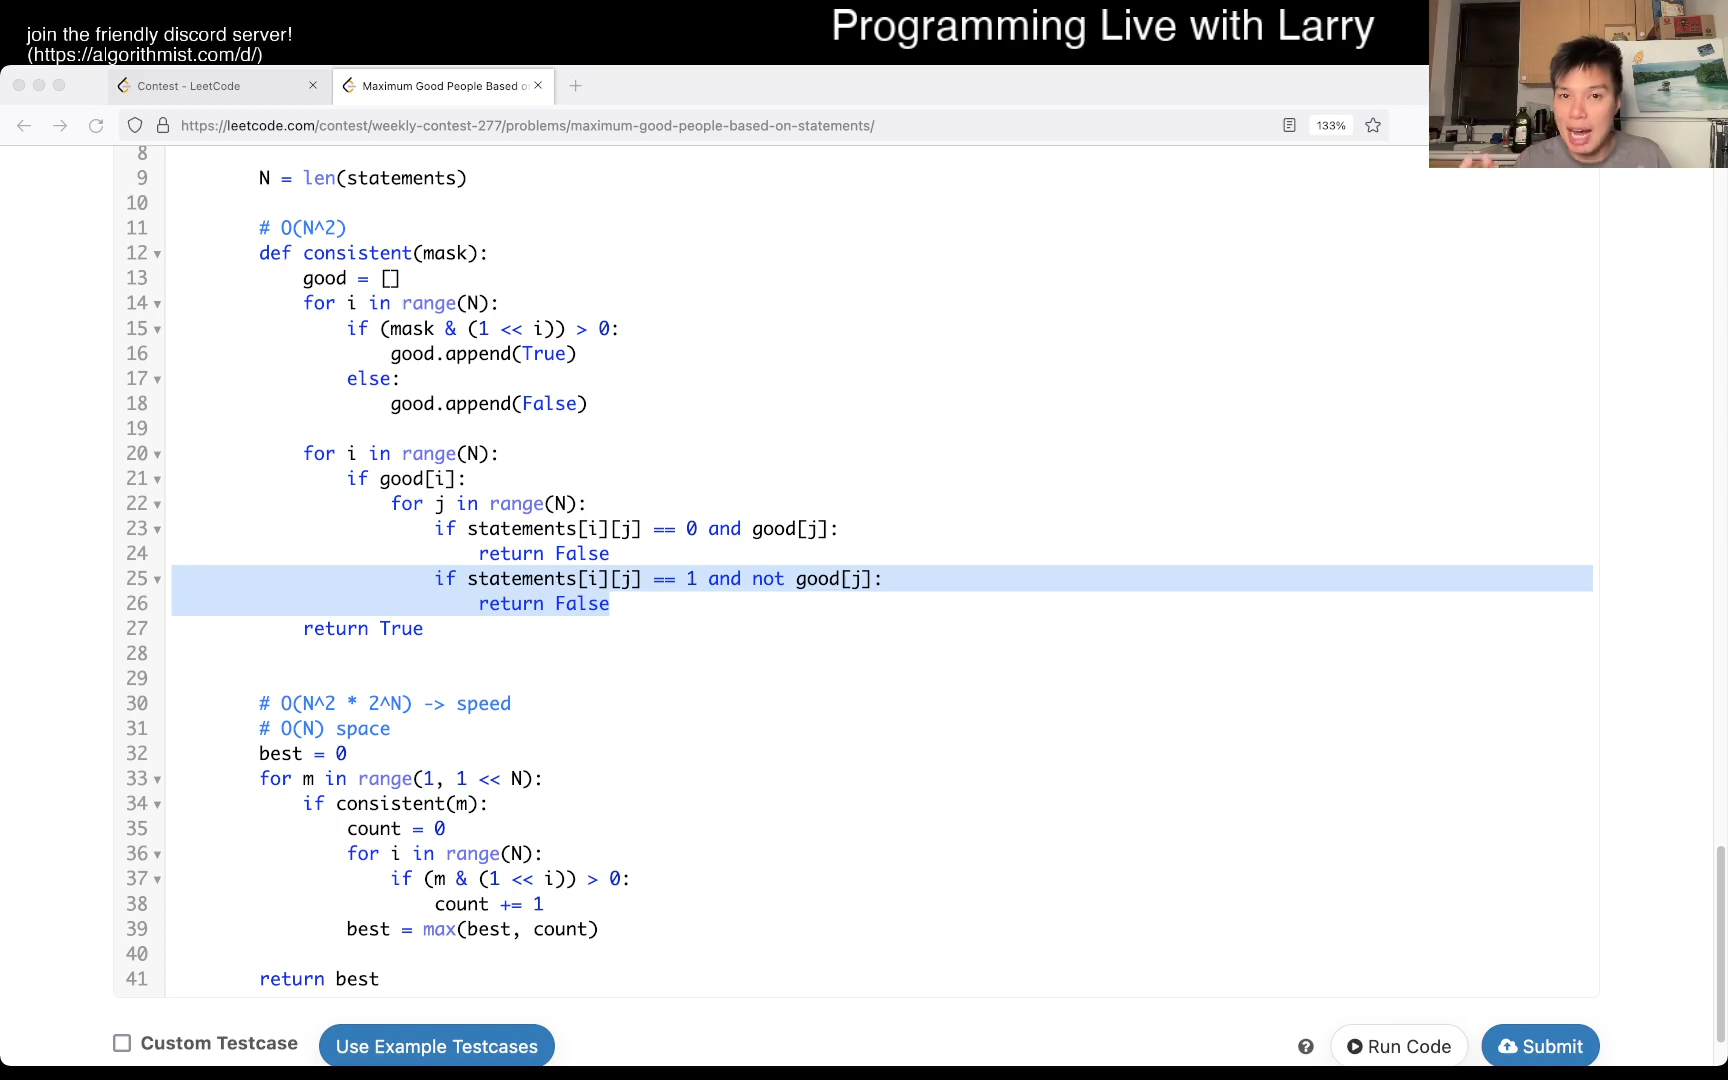 join the friendly discord server!
(https://algorithmist.com/d/)
Programming Live with Larry
Contest - LeetCode
Maximum Good People Based o
https://leetcode.com/contest/weekly-contest-277/problems/maximum-good-people-based-on-statements/
133%
8
9 N = len(statements)
10
11 # O(N^2)
12 def consistent(mask):
13 good = []
14 for i in range(N):
15 if (mask & (1 << i)) > 0:
16 good.append(True)
17 else:
18 good.append(False)
19
20 for i in range(N):
21 if good[i]:
22 for j in range(N):
23 if statements[i][j] == 0 and good[j]:
24 return False
25 if statements[i][j] == 1 and not good[j]:
26 return False
27 return True
28
29
30 # O(N^2 * 2^N) -> speed
31 # O(N) space
32 best = 0
33 for m in range(1, 1 << N):
34 if consistent(m):
35 count = 0
36 for i in range(N):
37 if (m & (1 << i)) > 0:
38 count += 1
39 best = max(best, count)
40
41 return best
Custom Testcase
Use Example Testcases
?
Run Code
Submit